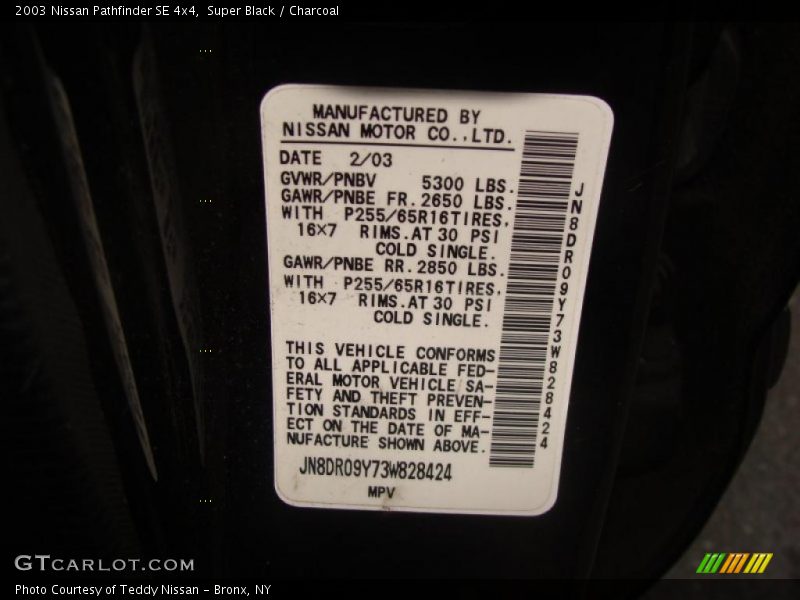 2003 Nissan Pathfinder SE 4x4,  Super Black / Charcoal
MANUFACTURED BY
NISSAN MOTOR CO.,LTD.
DATE 2/03
GVWR/PNBV 5300 LBS.
GAWR/PNBE FR. 2650 LBS.
WITH P255/65R16TIRES,
16×7 RIMS.AT 30 PSI
COLD SINGLE.
GAWR/PNBE RR. 2850 LBS.
WITH P255/65R16TIRES,
16×7 RIMS.AT 30 PSI
COLD SINGLE.
THIS VEHICLE CONFORMS
TO ALL APPLICABLE FED-
ERAL MOTOR VEHICLE SA-
FETY AND THEFT PREVEN-
TION STANDARDS IN EFF-
ECT ON THE DATE OF MA-
NUFACTURE SHOWN ABOVE.
JN8DR09Y73W828424
MPV
JN8DR09Y73W828424
GTCARLOT.COM
Photo Courtesy of Teddy Nissan - Bronx, NY